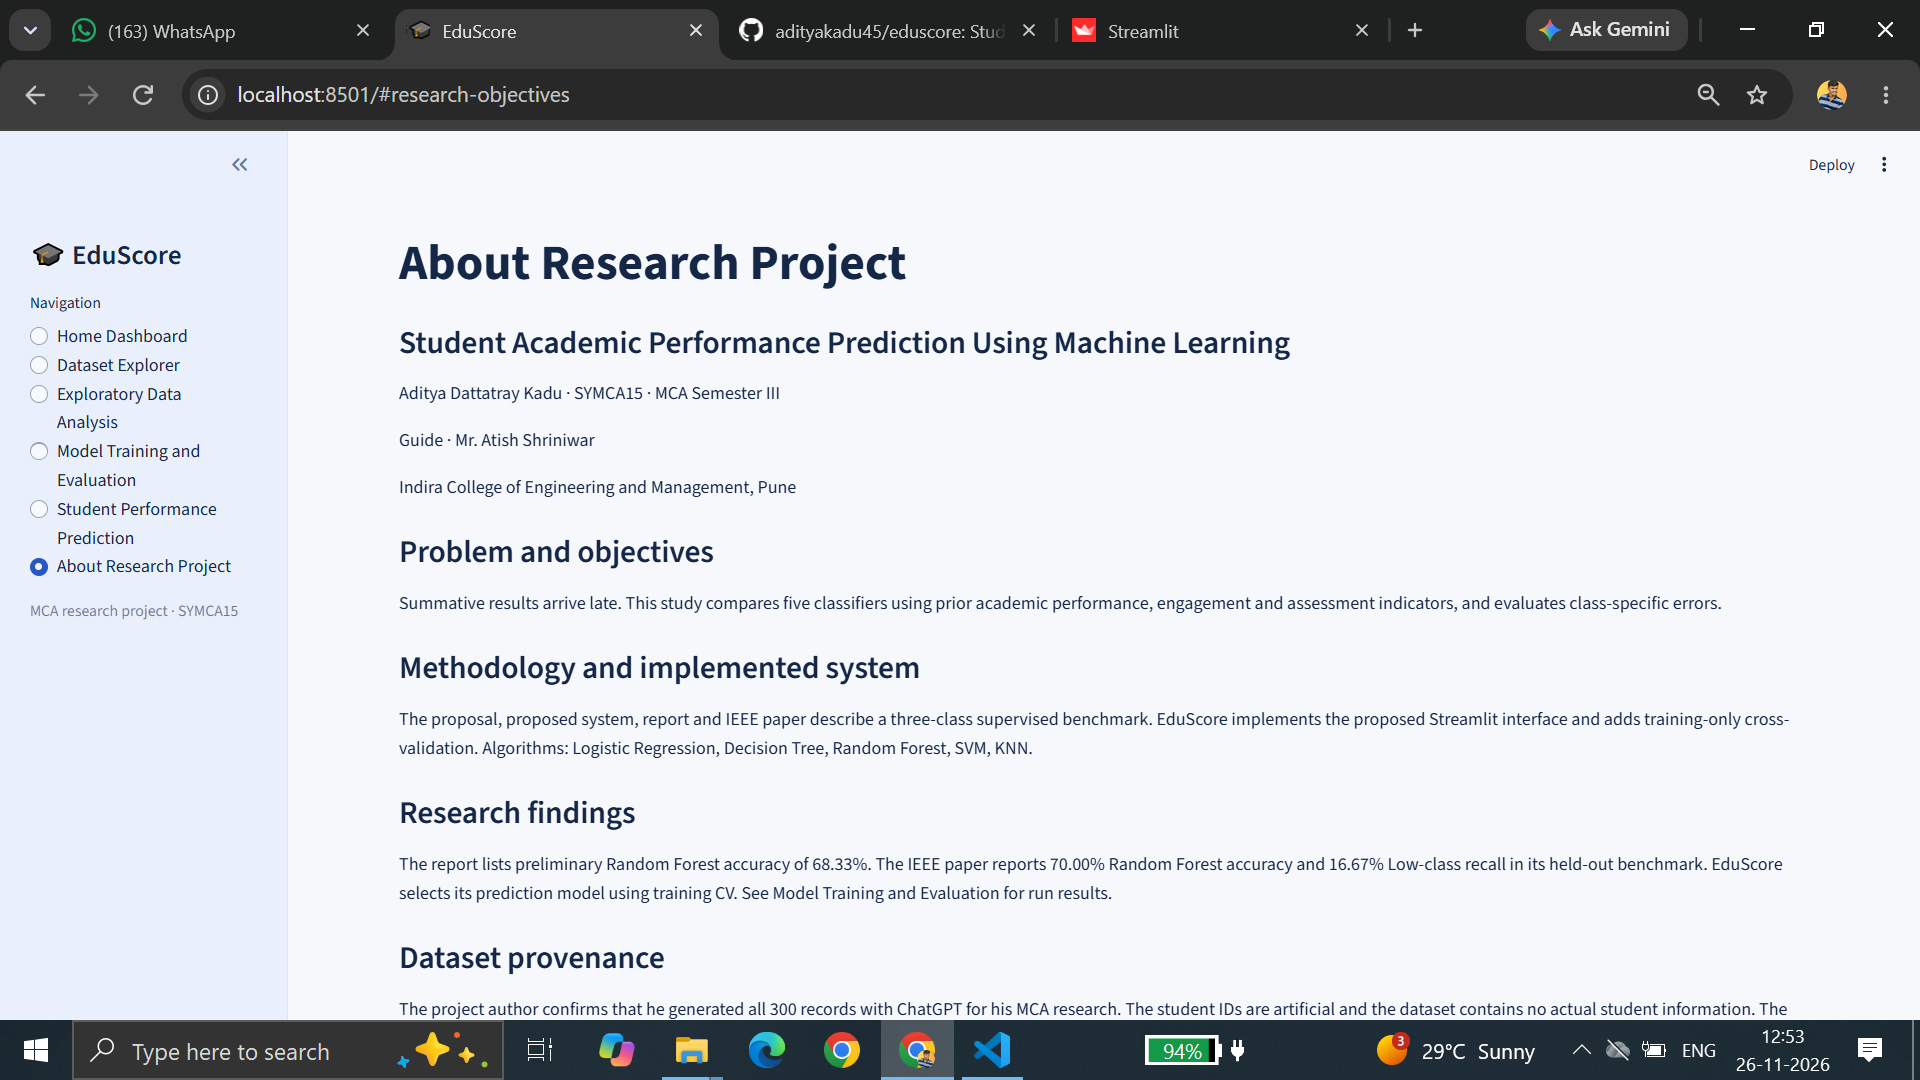 (163) WhatsApp
EduScore
adityakadu45/eduscore: Stud
Streamlit
Ask Gemini
localhost:8501/#research-objectives
Deploy
EduScore
Navigation
Home Dashboard
Dataset Explorer
Exploratory Data
Analysis
Model Training and
Evaluation
Student Performance
Prediction
About Research Project
MCA research project · SYMCA15
About Research Project
Student Academic Performance Prediction Using Machine Learning
Aditya Dattatray Kadu · SYMCA15 · MCA Semester III
Guide · Mr. Atish Shriniwar
Indira College of Engineering and Management, Pune
Problem and objectives
Summative results arrive late. This study compares five classifiers using prior academic performance, engagement and assessment indicators, and evaluates class-specific errors.
Methodology and implemented system
The proposal, proposed system, report and IEEE paper describe a three-class supervised benchmark. EduScore implements the proposed Streamlit interface and adds training-only cross-
validation. Algorithms: Logistic Regression, Decision Tree, Random Forest, SVM, KNN.
Research findings
The report lists preliminary Random Forest accuracy of 68.33%. The IEEE paper reports 70.00% Random Forest accuracy and 16.67% Low-class recall in its held-out benchmark. EduScore
selects its prediction model using training CV. See Model Training and Evaluation for run results.
Dataset provenance
The project author confirms that he generated all 300 records with ChatGPT for his MCA research. The student IDs are artificial and the dataset contains no actual student information. The
Type here to search
94%
3
29°C Sunny
ENG
12:53
26-11-2026